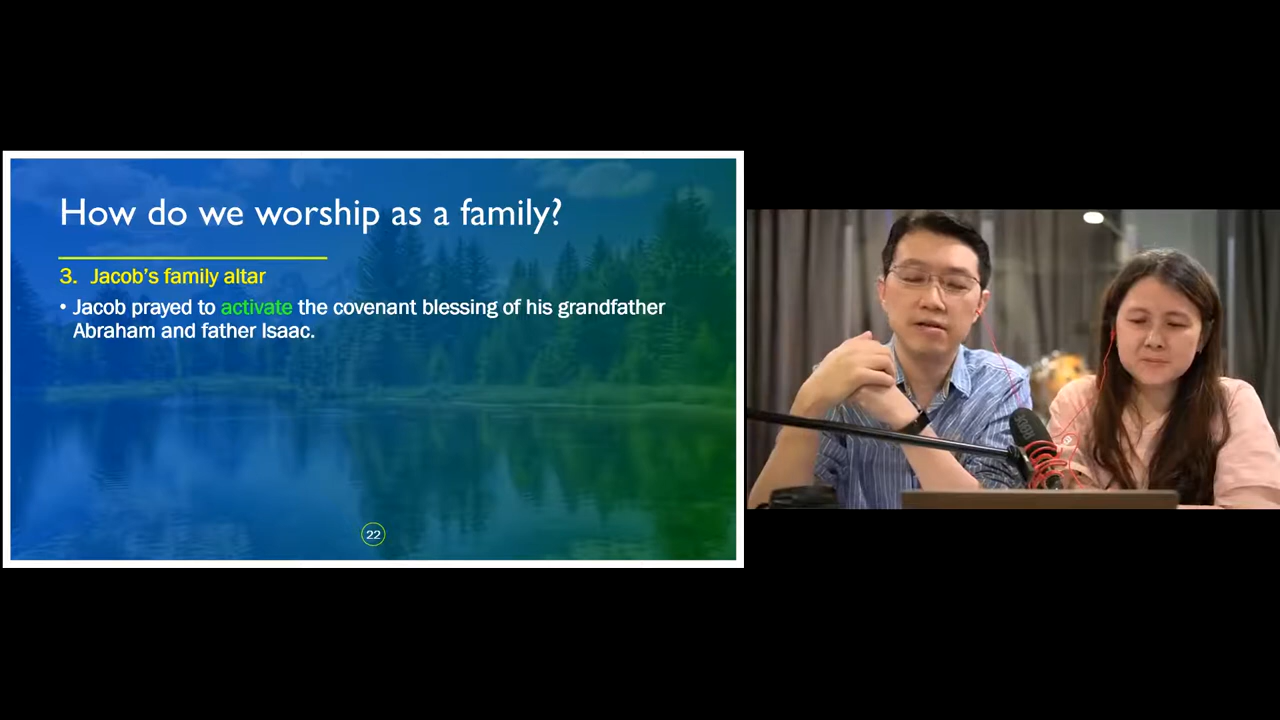 How do we worship as a family?
3. Jacob's family altar
• Jacob prayed to activate the covenant blessing of his grandfather
Abraham and father Isaac.
22
RØDE